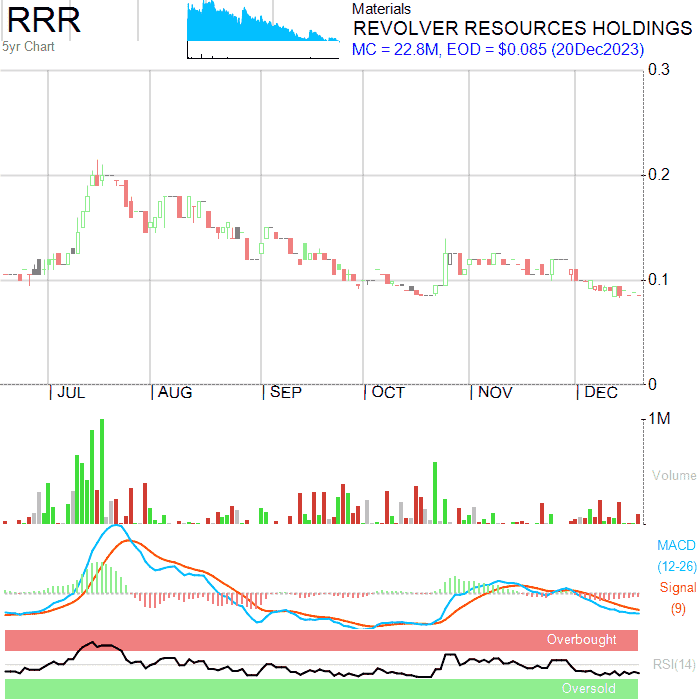 RRR
5yr Chart
Materials
REVOLVER RESOURCES HOLDINGS
MC = 22.8M, EOD = $0.085 (20Dec2023)
0.3
0.2
0.1
0
JUL AUG SEP OCT NOV DEC
1M
Volume
MACD
(12-26)
Signal
(9)
Overbought
RSI(14)
Oversold